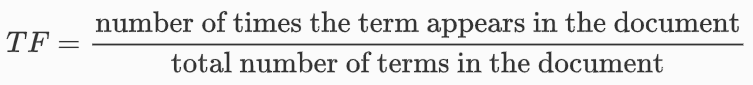 TF = number of times the term appears in the document
total number of terms in the document